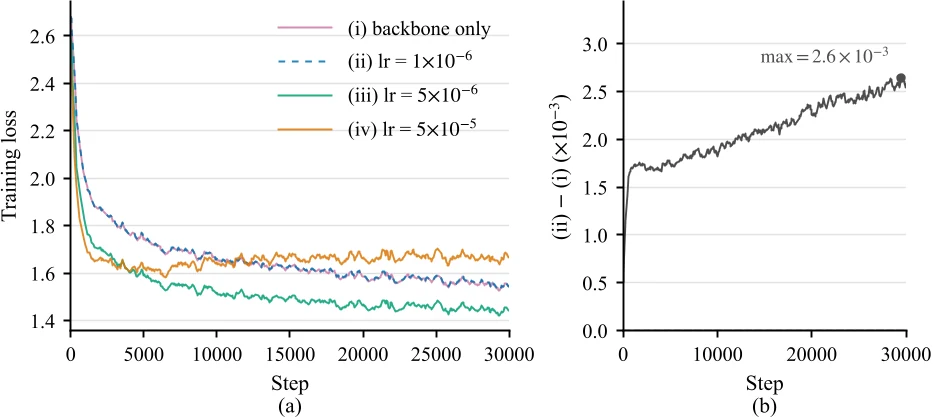 2.6
2.4
2.2
2.0
1.8
1.6
1.4
Training loss
0
5000
10000
15000
20000
25000
30000
Step
(a)
(i) backbone only
(ii) lr = 1×10⁻⁶
(iii) lr = 5×10⁻⁶
(iv) lr = 5×10⁻⁵
3.0
2.5
2.0
1.5
1.0
0.5
0.0
(ii) − (i) (×10⁻³)
max = 2.6 × 10⁻³
0
10000
20000
30000
Step
(b)